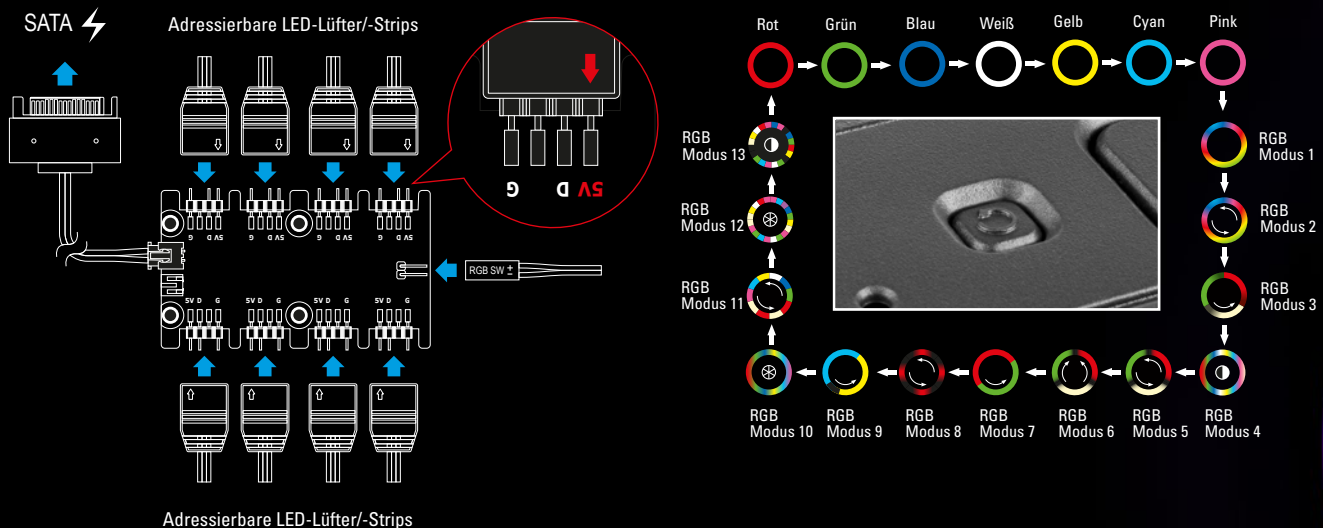 SATA
Adressierbare LED-Lüfter/-Strips
G D 5V
G D 5V
G D 5V
G D 5V
G D 5V
RGB SW ±
5V D G
5V D G
5V D G
5V D G
Adressierbare LED-Lüfter/-Strips
Rot
Grün
Blau
Weiß
Gelb
Cyan
Pink
RGB
Modus 1
RGB
Modus 2
RGB
Modus 3
RGB
Modus 4
RGB
Modus 5
RGB
Modus 6
RGB
Modus 7
RGB
Modus 8
RGB
Modus 9
RGB
Modus 10
RGB
Modus 11
RGB
Modus 12
RGB
Modus 13